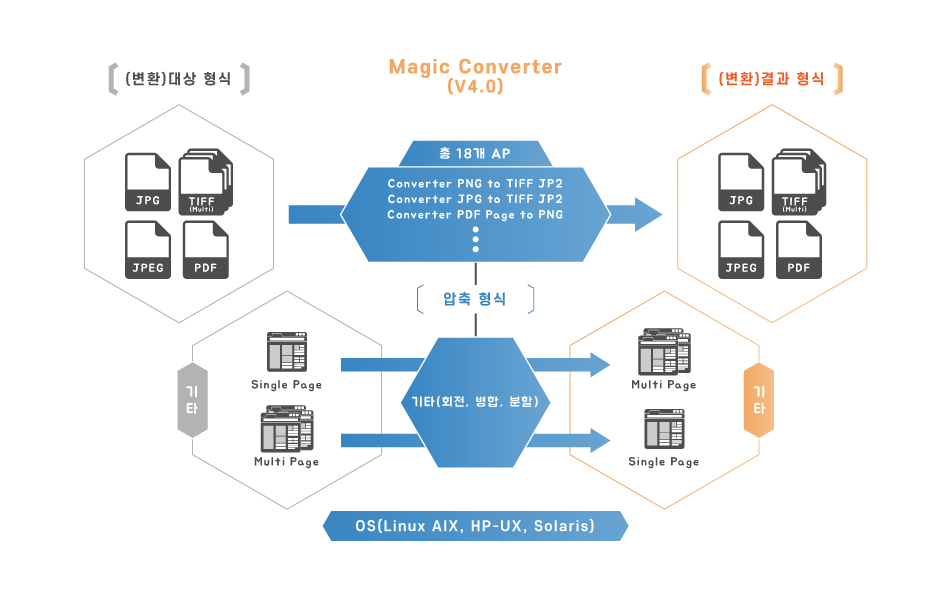 (변환)대상 형식
Magic Converter
(V4.0)
(변환)결과 형식
JPG
TIFF
(Multi)
JPEG
PDF
총 18개 AP
Converter PNG to TIFF JP2
Converter JPG to TIFF JP2
Converter PDF Page to PNG
JPG
TIFF
(Multi)
JPEG
PDF
압축 형식
기타
Single Page
Multi Page
기타(회전, 병합, 분할)
Multi Page
Single Page
기타
OS(Linux AIX, HP-UX, Solaris)